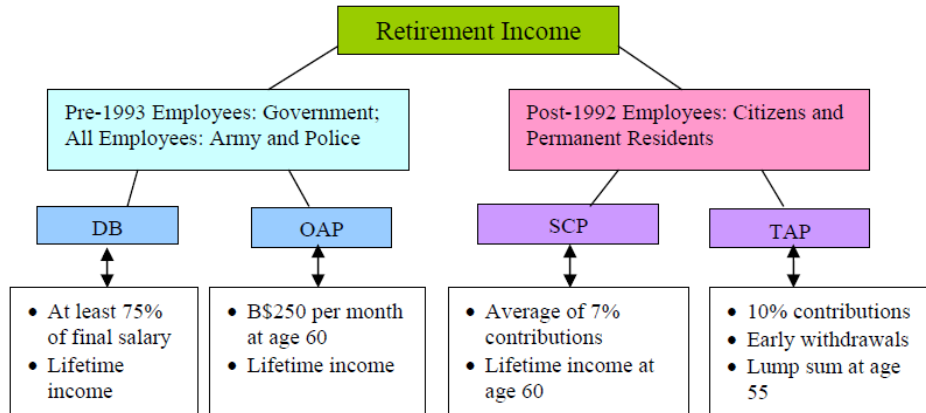 Retirement Income
Pre-1993 Employees: Government;
All Employees: Army and Police
Post-1992 Employees: Citizens and
Permanent Residents
DB
OAP
SCP
TAP
• At least 75%
of final salary
• Lifetime
income
• B$250 per month
at age 60
• Lifetime income
• Average of 7%
contributions
• Lifetime income at
age 60
• 10% contributions
• Early withdrawals
• Lump sum at age
55